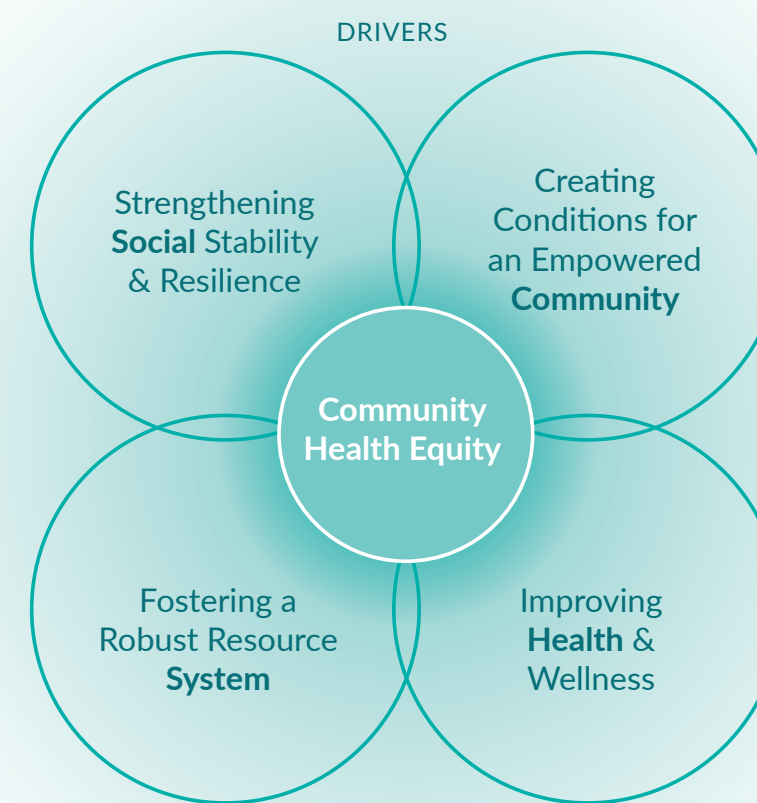 DRIVERS
Strengthening
Social Stability
& Resilience
Creating
Conditions for
an Empowered
Community
Community
Health Equity
Fostering a
Robust Resource
System
Improving
Health &
Wellness